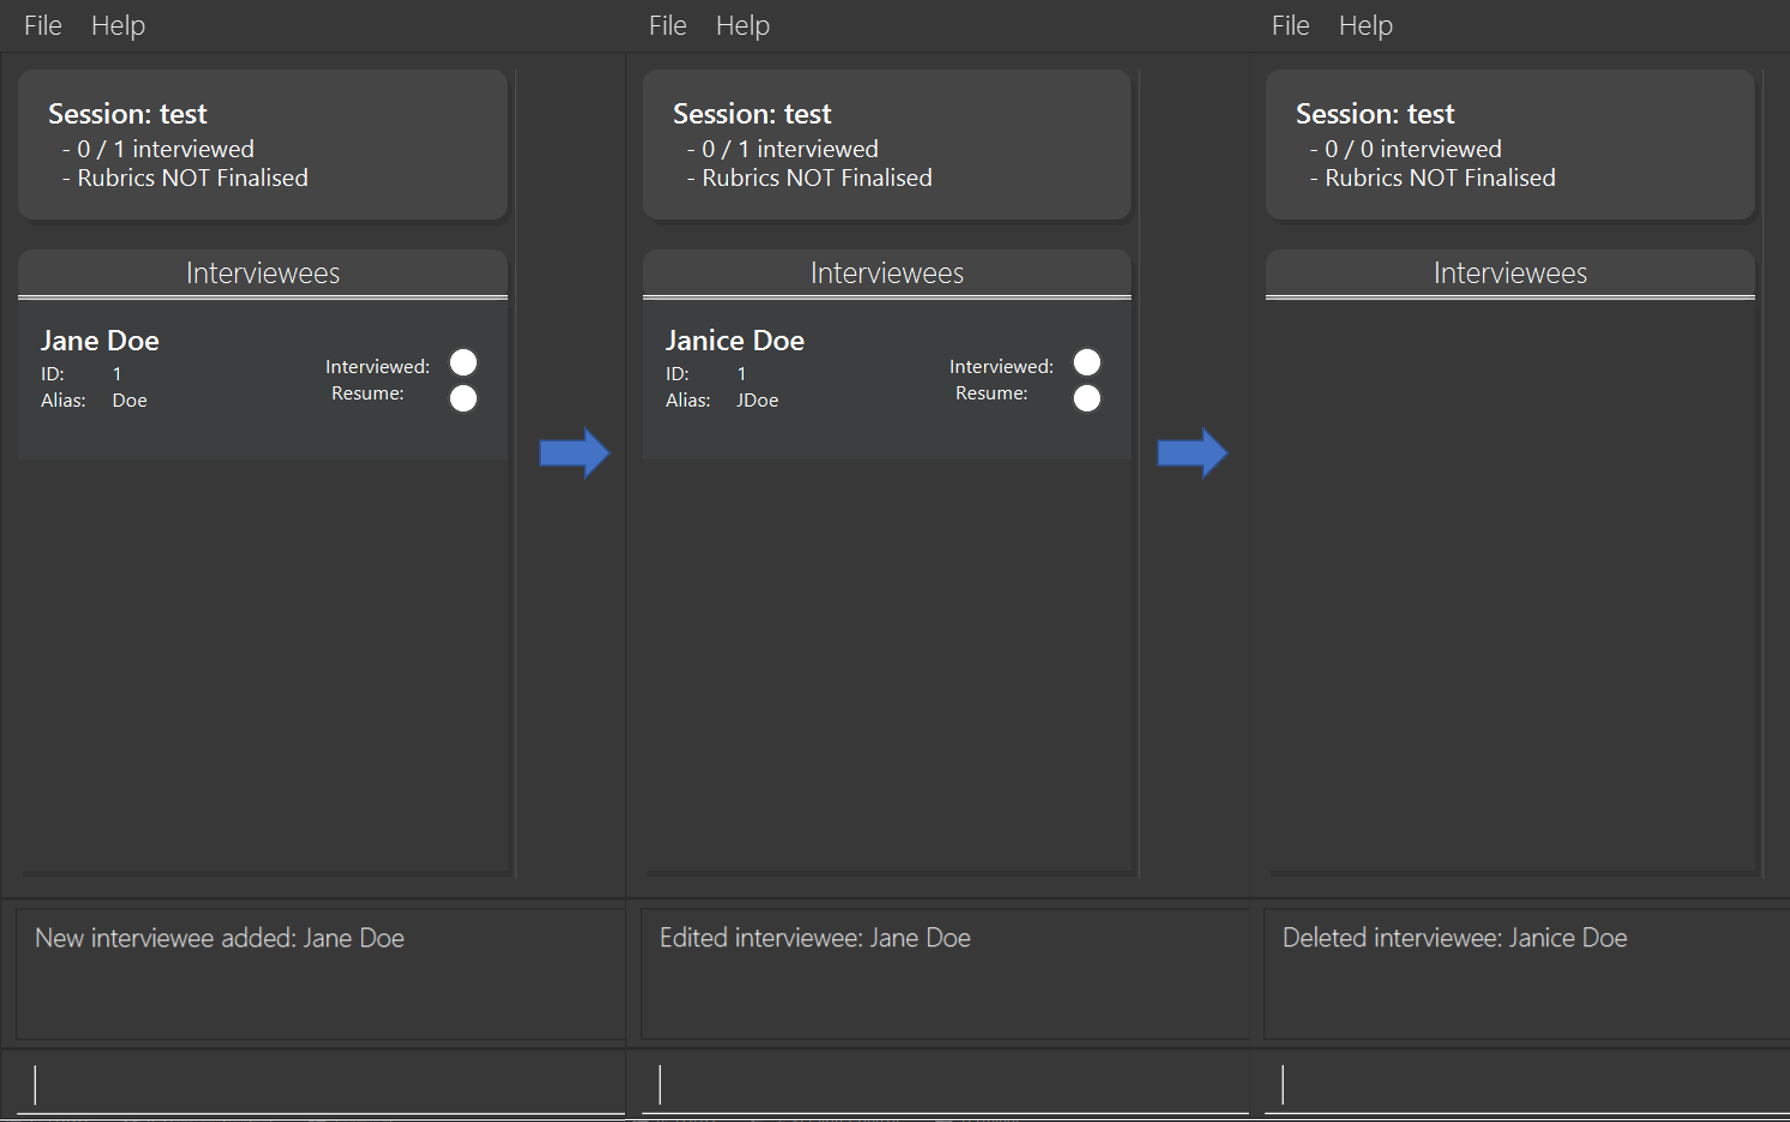 File Help
Session: test
- 0 / 1 interviewed
- Rubrics NOT Finalised
Interviewees
Jane Doe
ID: 1
Alias: Doe
Interviewed:
Resume:
New interviewee added: Jane Doe
File Help
Session: test
- 0 / 1 interviewed
- Rubrics NOT Finalised
Interviewees
Janice Doe
ID: 1
Alias: JDoe
Interviewed:
Resume:
Edited interviewee: Jane Doe
File Help
Session: test
- 0 / 0 interviewed
- Rubrics NOT Finalised
Interviewees
Deleted interviewee: Janice Doe